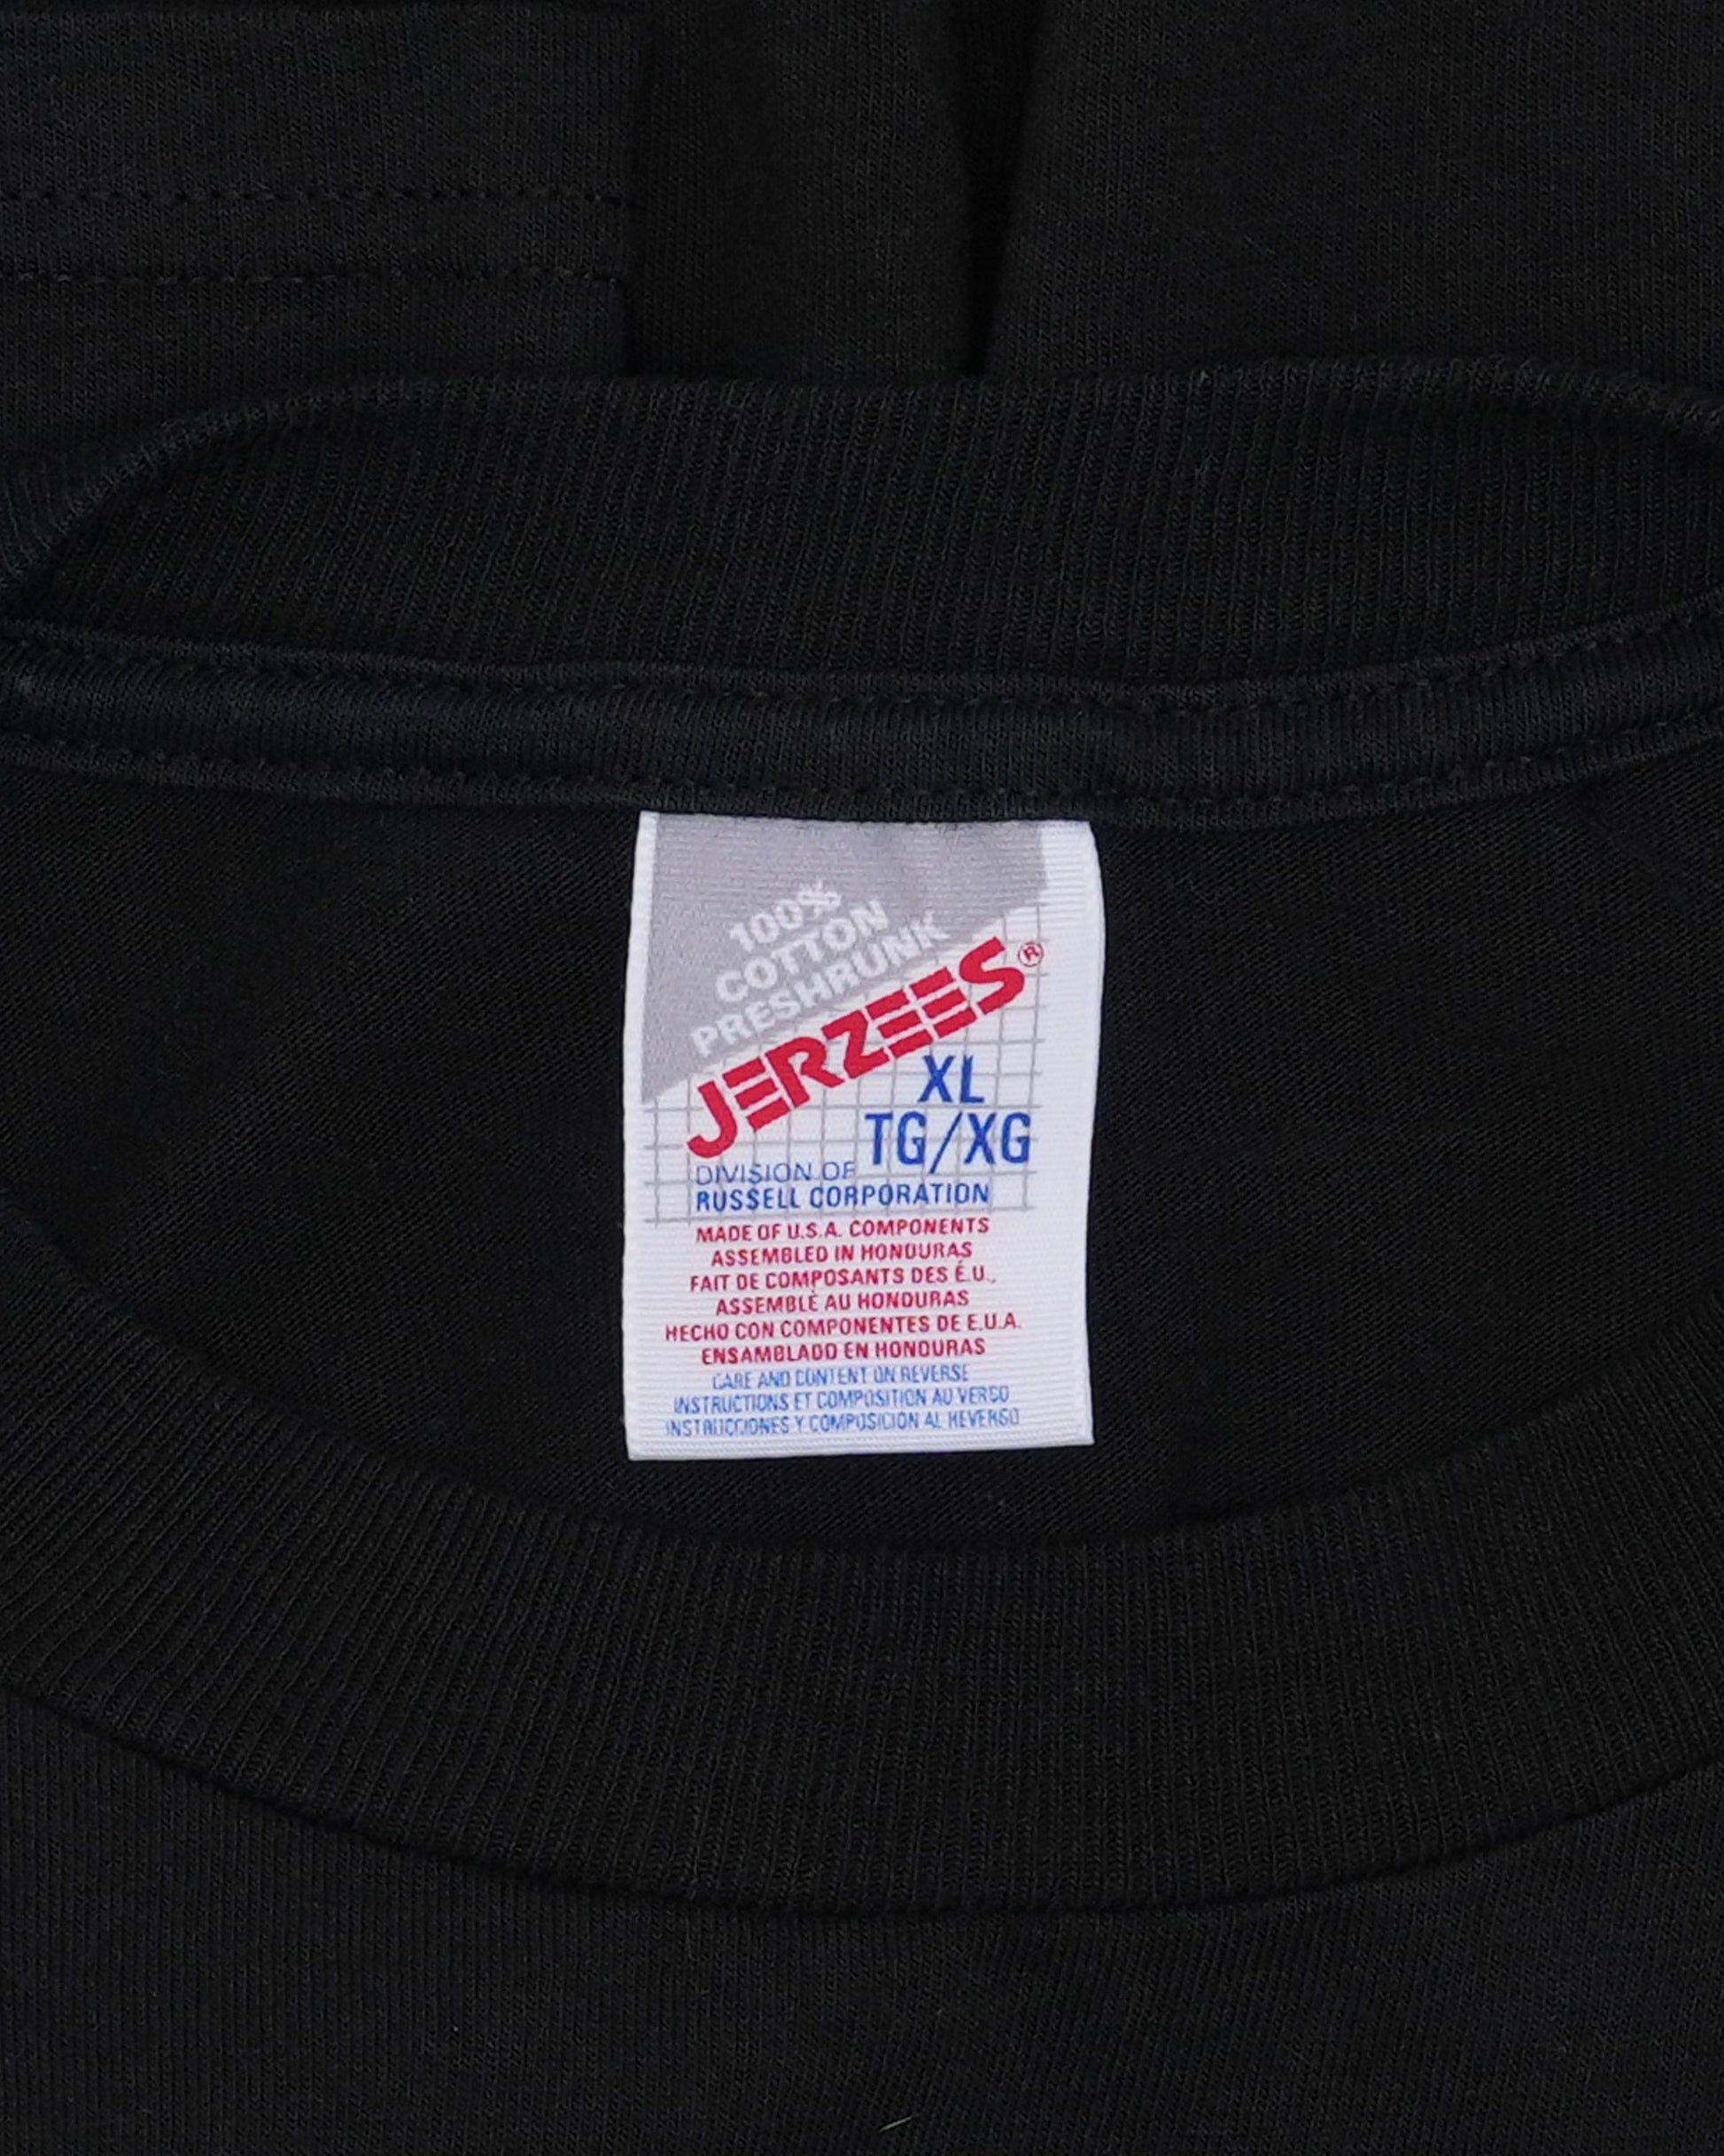 100%
COTTON
PRESHRUNK
JERZEES®
XL
TG/XG
DIVISION OF
RUSSELL CORPORATION
MADE OF U.S.A. COMPONENTS
ASSEMBLED IN HONDURAS
FAIT DE COMPOSANTS DES É.U.,
ASSEMBLÉ AU HONDURAS
HECHO CON COMPONENTES DE E.U.A.
ENSAMBLADO EN HONDURAS
CARE AND CONTENT ON REVERSE
INSTRUCTIONS ET COMPOSITION AU VERSO
INSTRUCCIONES Y COMPOSICION AL REVERSO